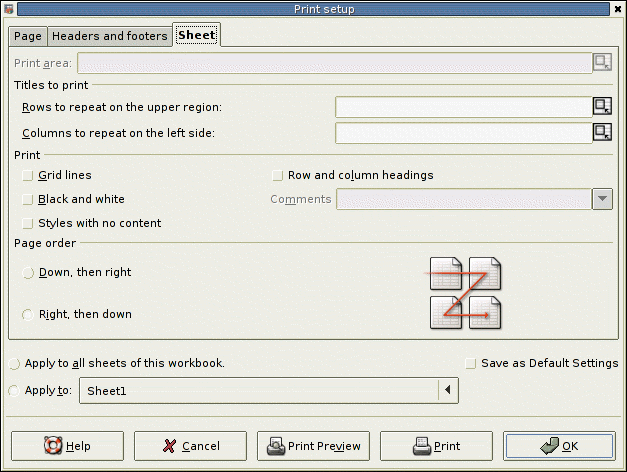 Print setup
Page Headers and footers Sheet
Print area:
Titles to print
Rows to repeat on the upper region:
Columns to repeat on the left side:
Print
Grid lines Row and column headings
Black and white Comments
Styles with no content
Page order
Down, then right
Right, then down
Apply to all sheets of this workbook. Save as Default Settings
Apply to: Sheet1
Help Cancel Print Preview Print OK